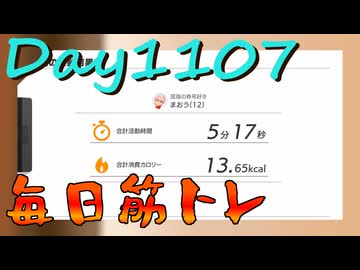 Day1107
屈指の称号好き
まおう(12)
合計活動時間 5分17秒
合計消費カロリー 13.65kcal
毎日筋トレ